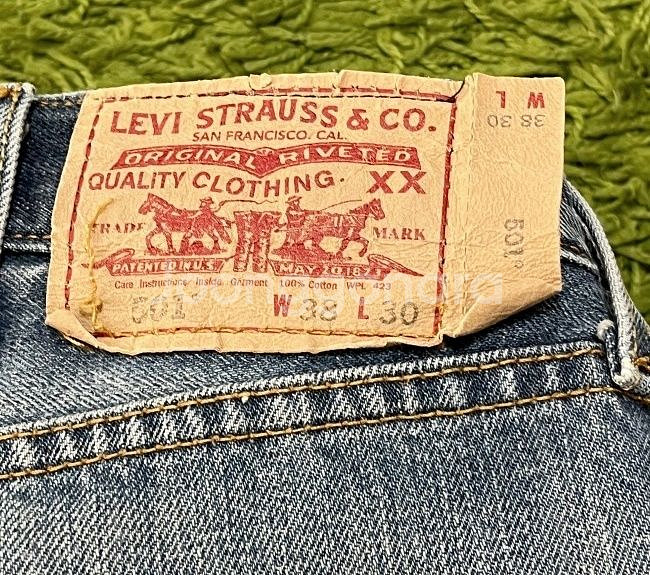 LEVI STRAUSS & CO.
SAN FRANCISCO, CAL.
ORIGINAL RIVETED
QUALITY CLOTHING. XX
TRADE MARK
PATENTED IN U.S. MAY 20 1873
Care Instructions Inside Garment 100% Cotton WPL 423
501 W 38 L 30
W L
38 30
501